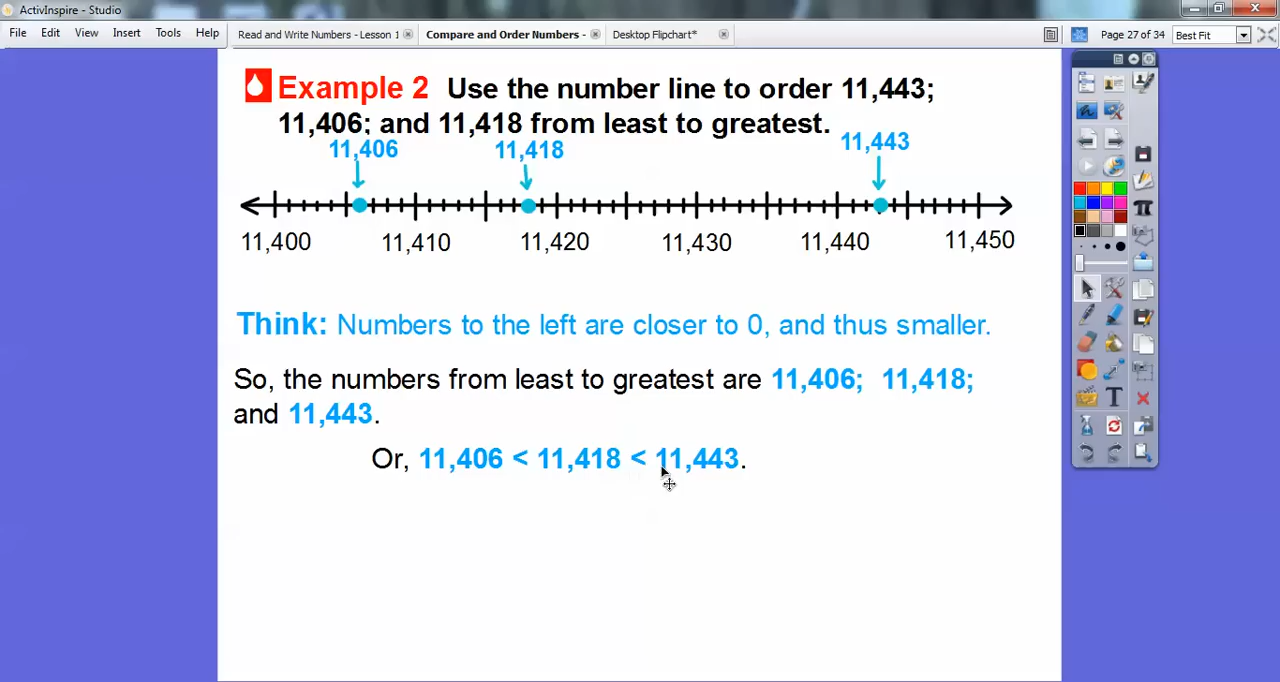 ActivInspire - Studio
File Edit View Insert Tools Help
Read and Write Numbers - Lesson 1
Compare and Order Numbers -
Desktop Flipchart*
Page 27 of 34
Best Fit
Example 2 Use the number line to order 11,443;
11,406; and 11,418 from least to greatest.
11,406 11,418 11,443
11,400 11,410 11,420 11,430 11,440 11,450
Think: Numbers to the left are closer to 0, and thus smaller.
So, the numbers from least to greatest are 11,406; 11,418;
and 11,443.
Or, 11,406 < 11,418 < 11,443.